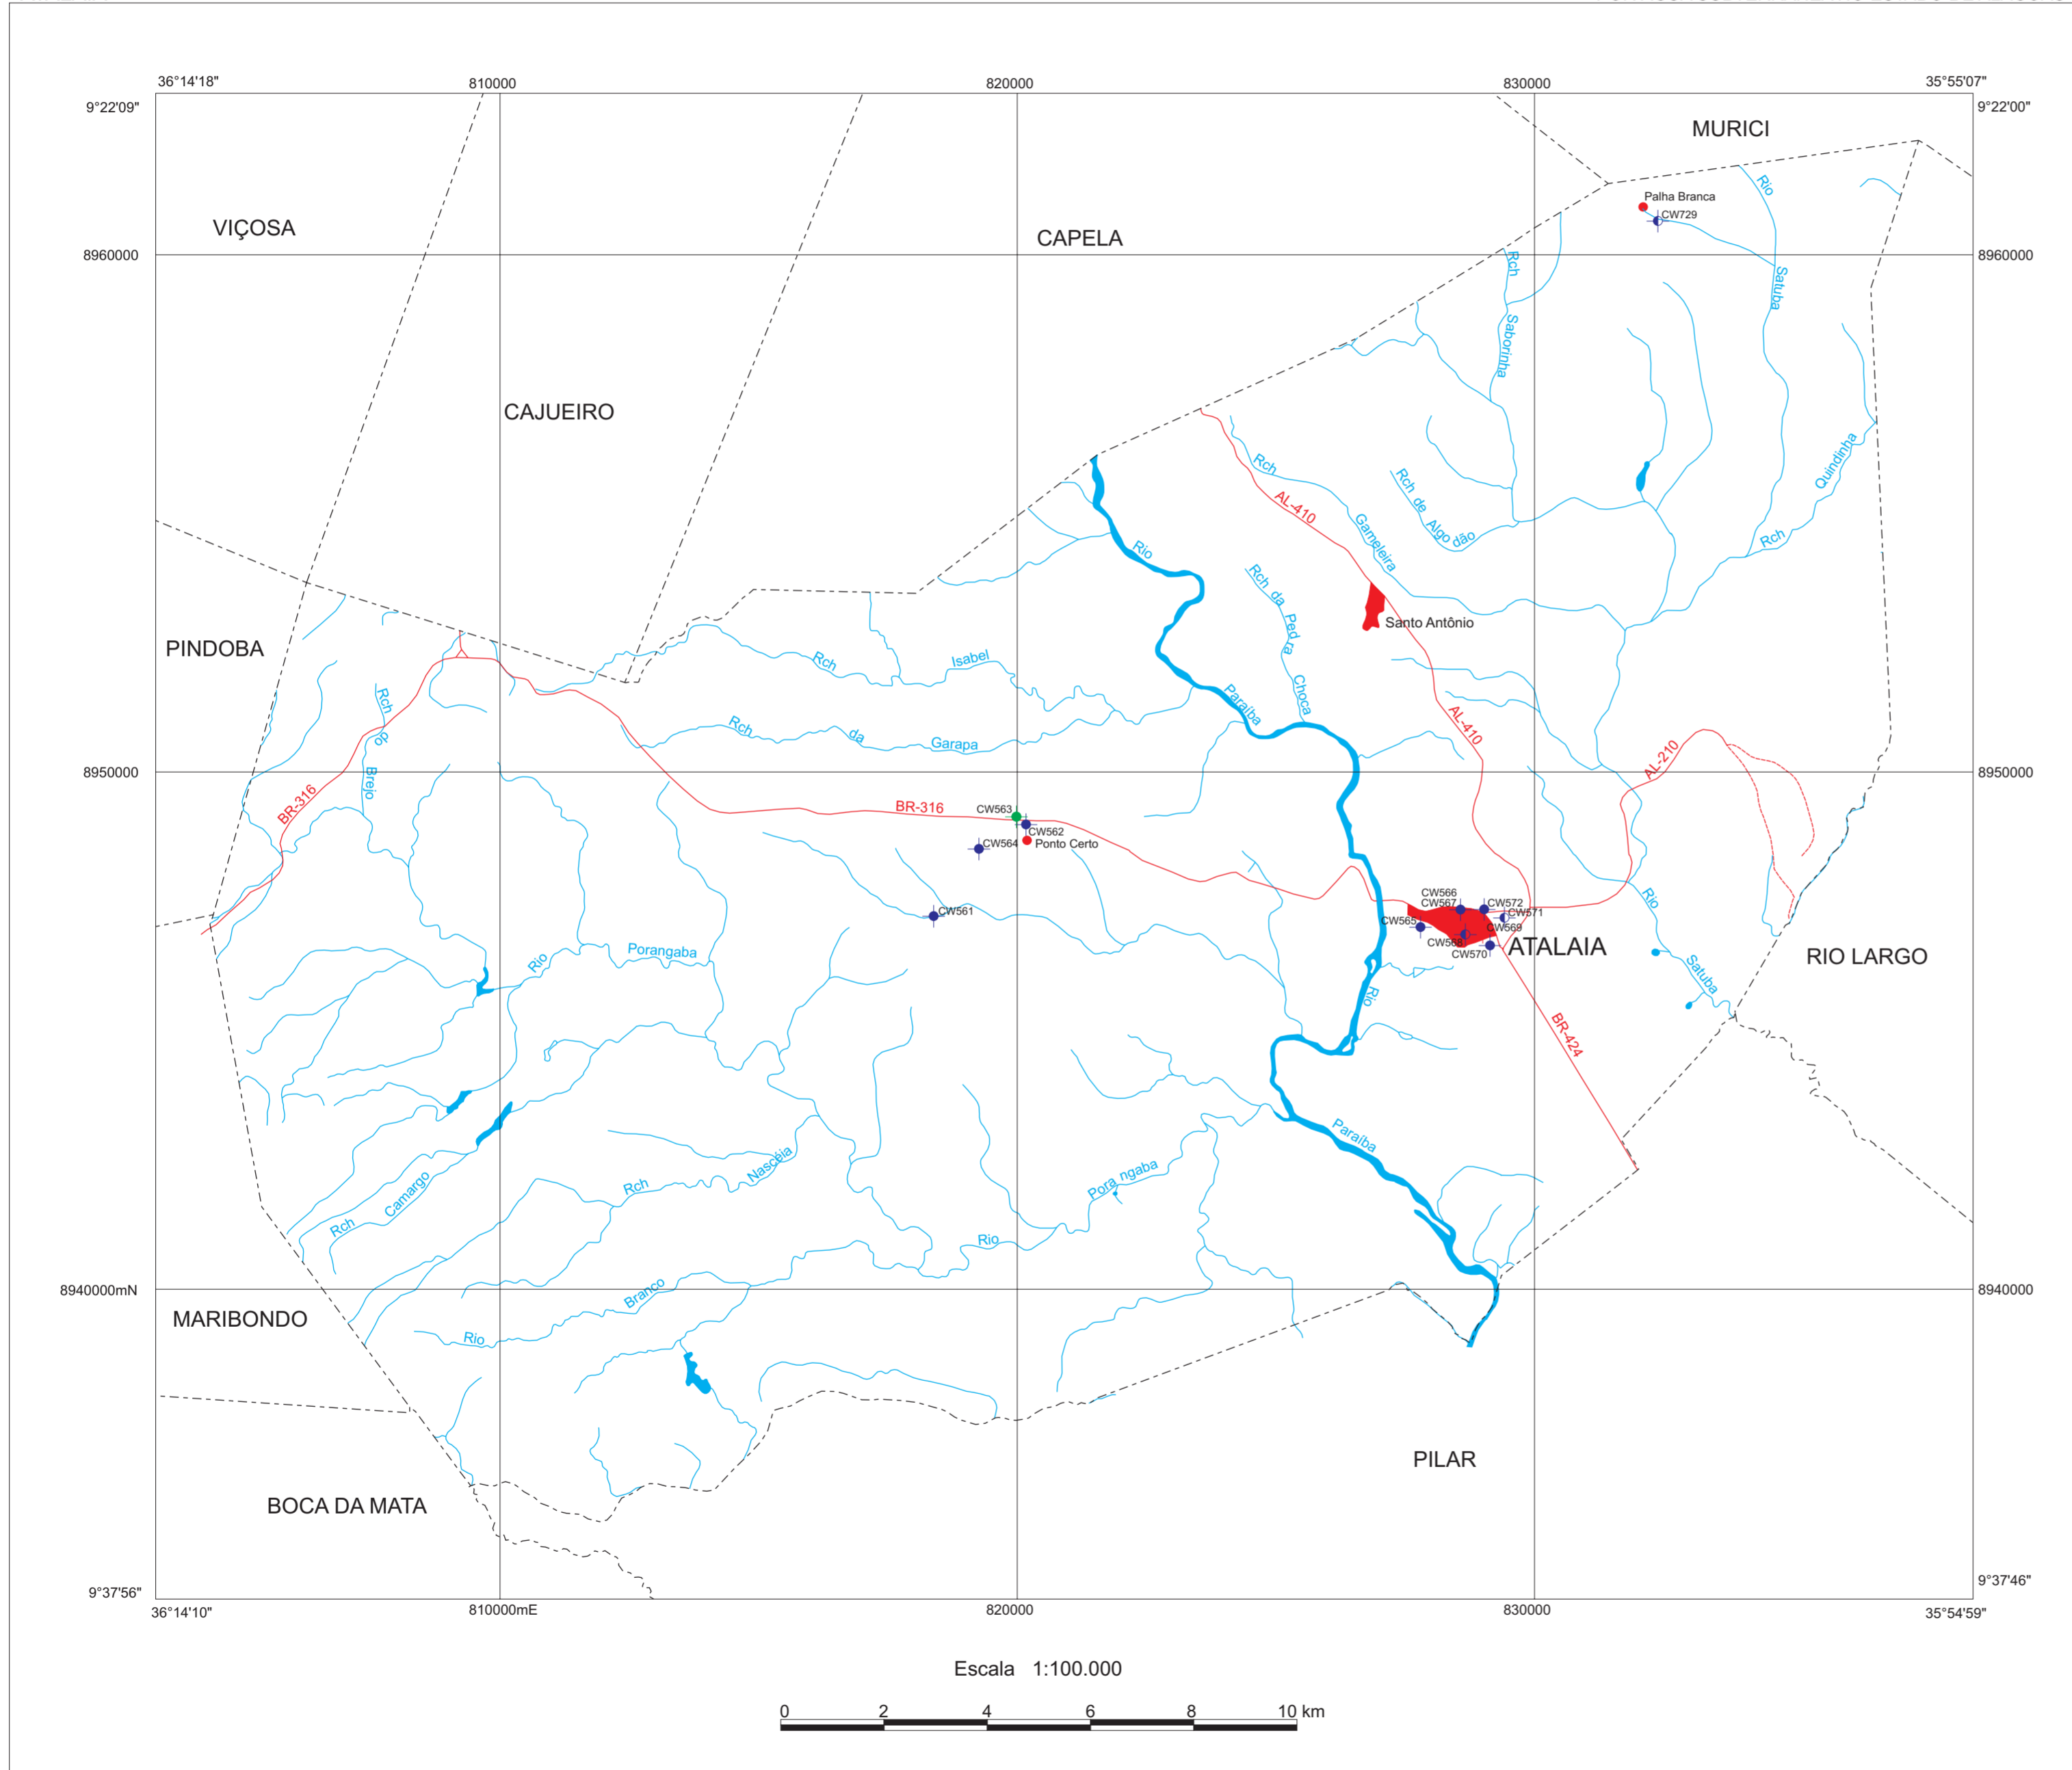 36°14'18"
810000
820000
830000
35°55'07"
9°22'09"
9°22'00"
MURICI
Rio
Palha Branca
CW729
VIÇOSA
CAPELA
8960000
8960000
Rch
Satuba
Saborinha
CAJUEIRO
Quindinha
Rch
Rch de Algo dão
AL-410
Gameleira
Rch
Rio
Rch da Ped ra Choca
Santo Antônio
PINDOBA
Rch
Isabel
Rch
do
Brejo
Paraíba
AL-410
Rch
da
Garapa
AL-210
8950000
8950000
BR-316
BR-316
CW563
CW562
CW564
Ponto Certo
CW566
CW567
CW572
CW571
CW565
CW569
CW568
CW570
CW561
Rio
ATALAIA
RIO LARGO
Rio
Porangaba
Satuba
Rio
BR-424
Paraíba
Nascéia
Rch
Pora ngaba
Camargo
Rch
Rio
8940000mN
8940000
Branco
MARIBONDO
Rio
PILAR
BOCA DA MATA
9°37'56"
9°37'46"
36°14'10"
810000mE
820000
830000
35°54'59"
Escala 1:100.000
0 2 4 6 8 10 km